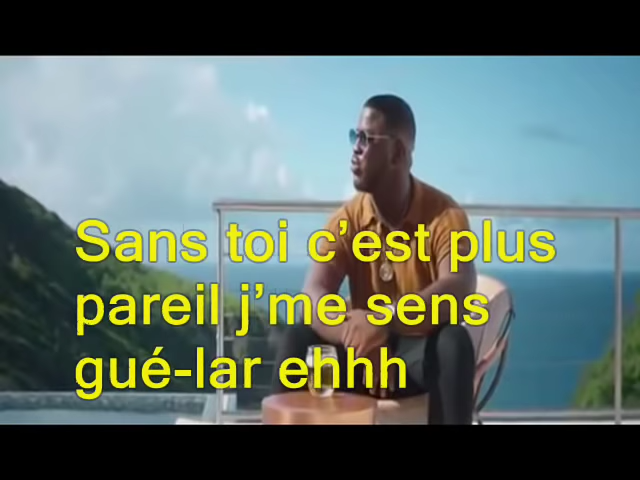 Sans toi c’est plus
pareil j’me sens
gué-lar ehhh